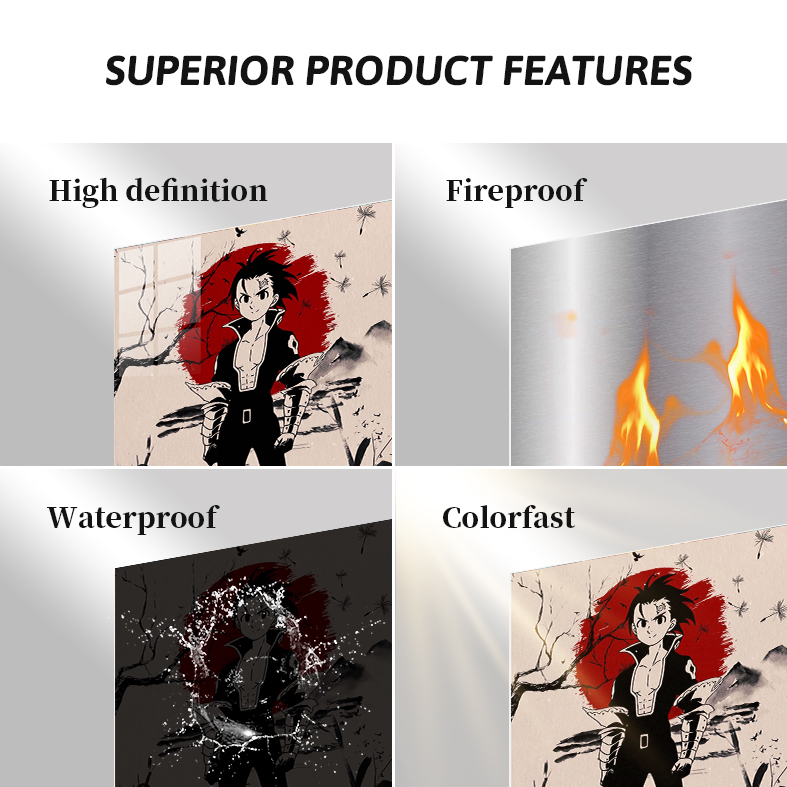 SUPERIOR PRODUCT FEATURES
High definition
Fireproof
Waterproof
Colorfast